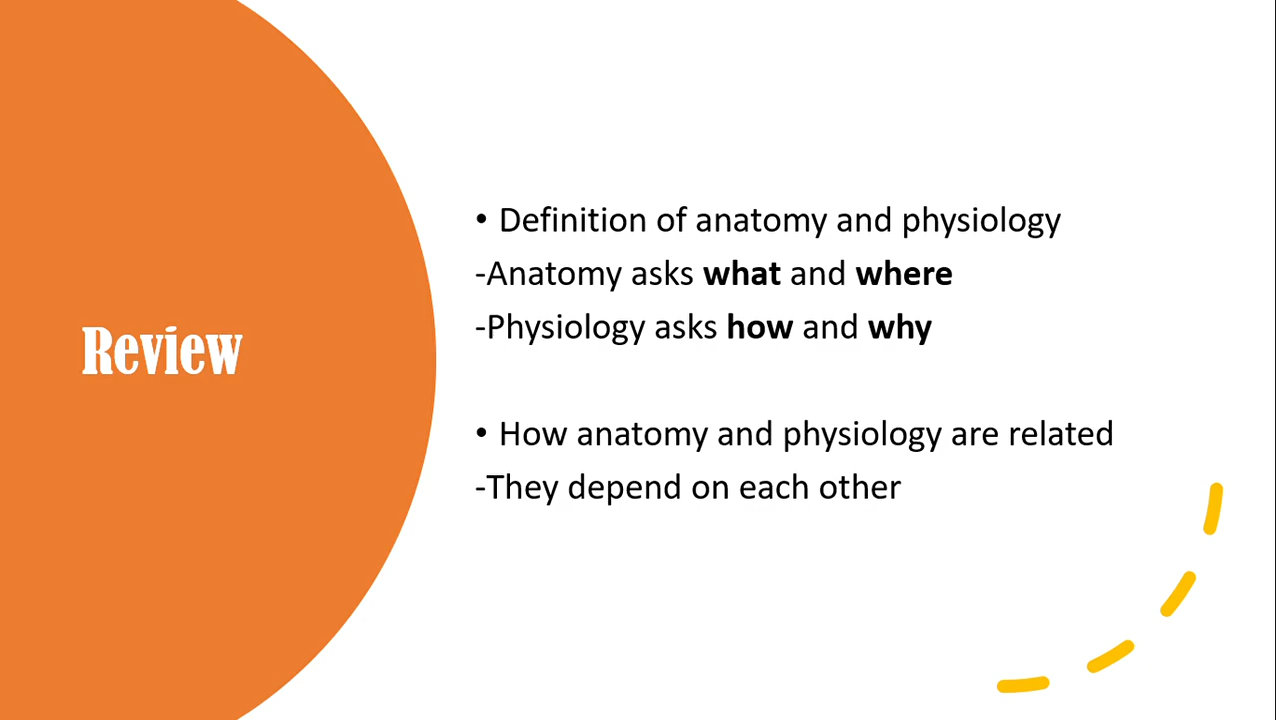 Review
• Definition of anatomy and physiology
-Anatomy asks what and where
-Physiology asks how and why
• How anatomy and physiology are related
-They depend on each other